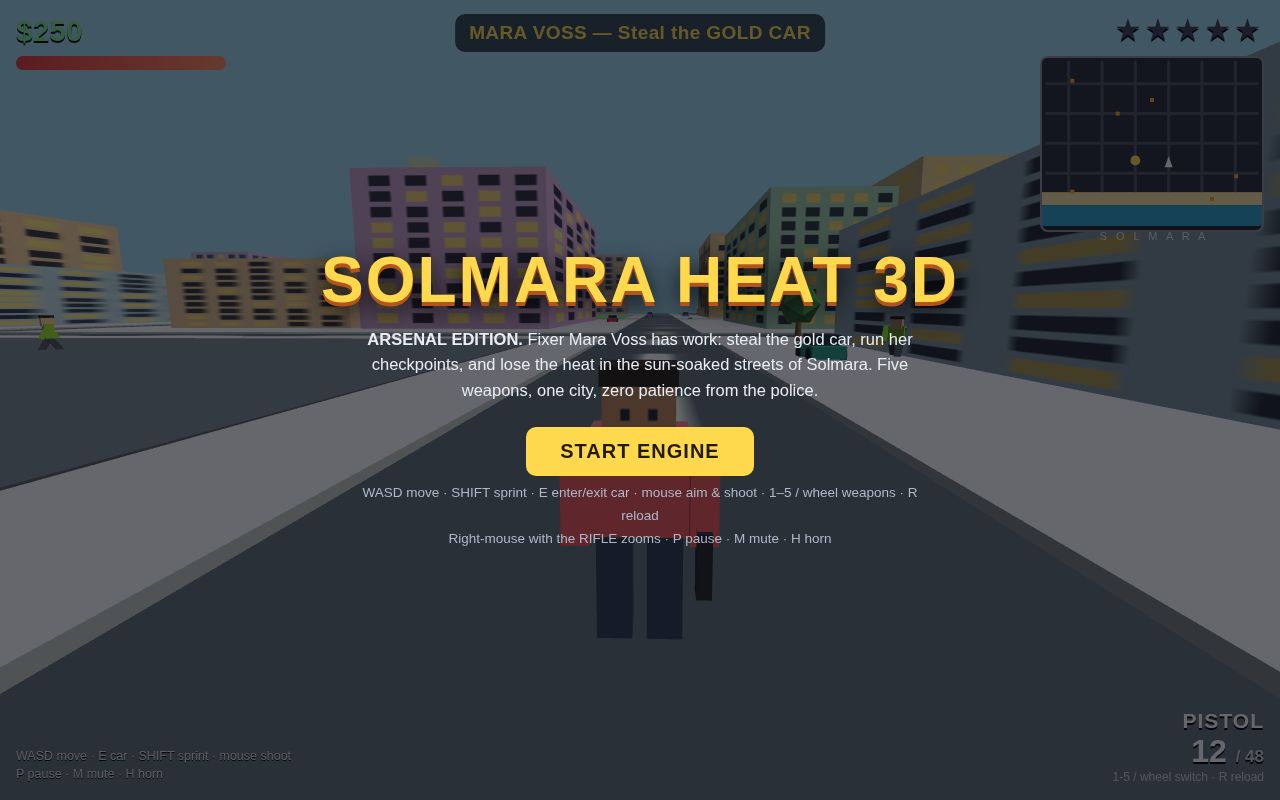 $250
MARA VOSS — Steal the GOLD CAR
★★★★★
SOLMARA
SOLMARA HEAT 3D
ARSENAL EDITION. Fixer Mara Voss has work: steal the gold car, run her
checkpoints, and lose the heat in the sun-soaked streets of Solmara. Five
weapons, one city, zero patience from the police.
START ENGINE
WASD move · SHIFT sprint · E enter/exit car · mouse aim & shoot · 1–5 / wheel weapons · R
reload
Right-mouse with the RIFLE zooms · P pause · M mute · H horn
WASD move · E car · SHIFT sprint · mouse shoot
P pause · M mute · H horn
PISTOL
12 / 48
1-5 / wheel switch · R reload